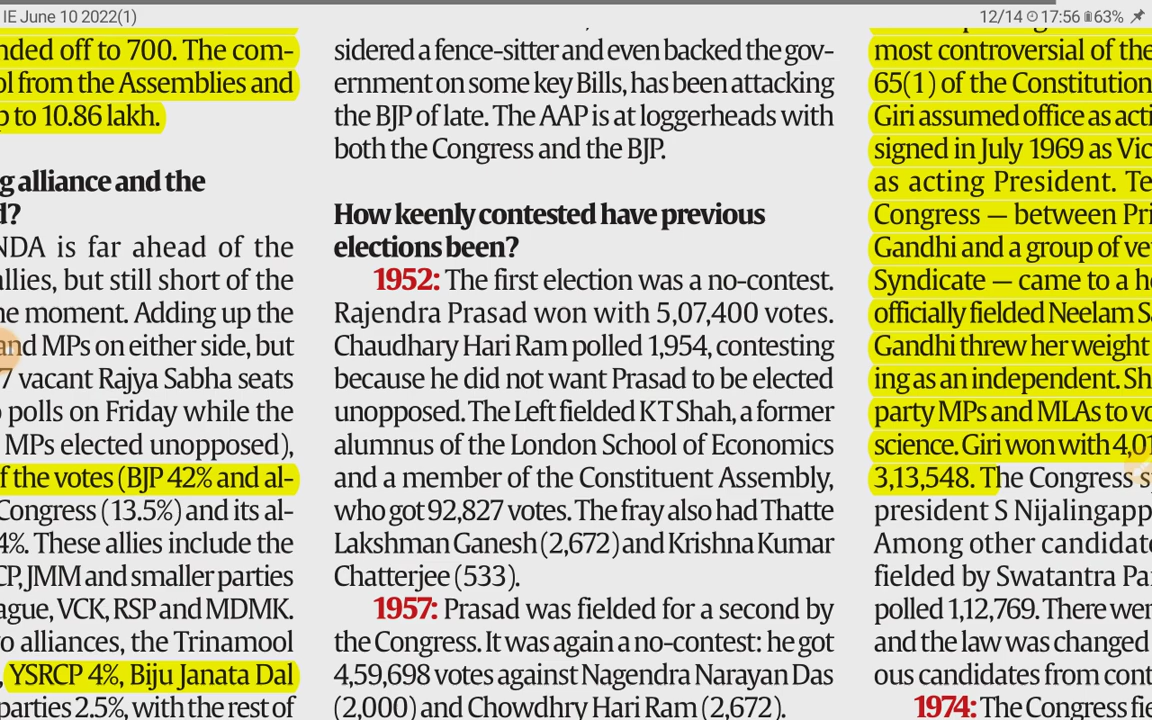 IE June 10 2022(1)
12/14 17:56 63%
nded off to 700. The com-
ol from the Assemblies and
p to 10.86 lakh.
g alliance and the
d?
NDA is far ahead of the
allies, but still short of the
ne moment. Adding up the
and MPs on either side, but
7 vacant Rajya Sabha seats
o polls on Friday while the
MPs elected unopposed),
f the votes (BJP 42% and al-
Congress (13.5%) and its al-
4%. These allies include the
CP, JMM and smaller parties
ague, VCK, RSP and MDMK.
o alliances, the Trinamool
, YSRCP 4%, Biju Janata Dal
parties 2.5%, with the rest of
sidered a fence-sitter and even backed the gov-
ernment on some key Bills, has been attacking
the BJP of late. The AAP is at loggerheads with
both the Congress and the BJP.
How keenly contested have previous
elections been?
1952: The first election was a no-contest.
Rajendra Prasad won with 5,07,400 votes.
Chaudhary Hari Ram polled 1,954, contesting
because he did not want Prasad to be elected
unopposed. The Left fielded KT Shah, a former
alumnus of the London School of Economics
and a member of the Constituent Assembly,
who got 92,827 votes. The fray also had Thatte
Lakshman Ganesh (2,672) and Krishna Kumar
Chatterjee (533).
1957: Prasad was fielded for a second by
the Congress. It was again a no-contest: he got
4,59,698 votes against Nagendra Narayan Das
(2,000) and Chowdhry Hari Ram (2,672).
most controversial of the
65(1) of the Constitution
Giri assumed office as acti
signed in July 1969 as Vic
as acting President. Te
Congress — between Pri
Gandhi and a group of ve
Syndicate — came to a he
officially fielded Neelam Sa
Gandhi threw her weight
ing as an independent. Sh
party MPs and MLAs to vo
science. Giri won with 4,01
3,13,548. The Congress sp
president S Nijalingapp
Among other candidate
fielded by Swatantra Par
polled 1,12,769. There wer
and the law was changed
ous candidates from cont
1974: The Congress fie